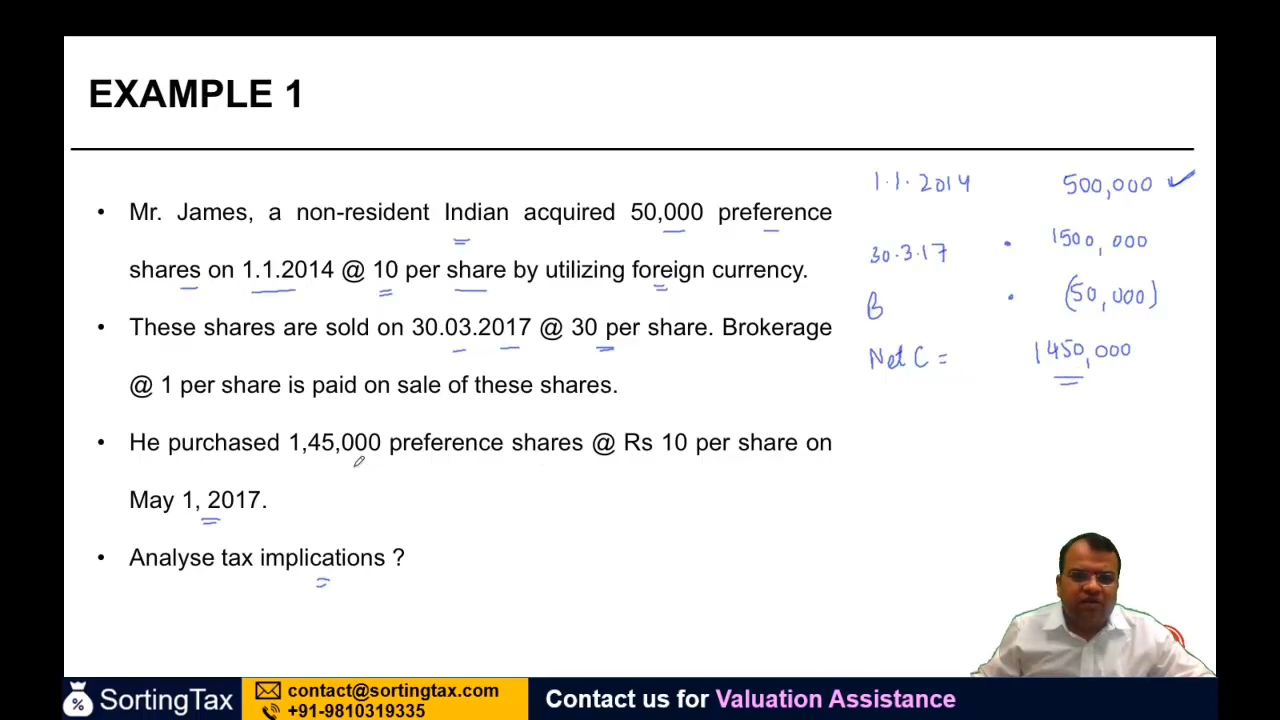 EXAMPLE 1
• Mr. James, a non-resident Indian acquired 50,000 preference
shares on 1.1.2014 @ 10 per share by utilizing foreign currency.
• These shares are sold on 30.03.2017 @ 30 per share. Brokerage
@ 1 per share is paid on sale of these shares.
• He purchased 1,45,000 preference shares @ Rs 10 per share on
May 1, 2017.
• Analyse tax implications ?
1.1.2014 500,000 ✓
30.3.17 • 1500,000
B • (50,000)
Net C = 1450,000
SortingTax
contact@sortingtax.com
+91-9810319335
Contact us for Valuation Assistance